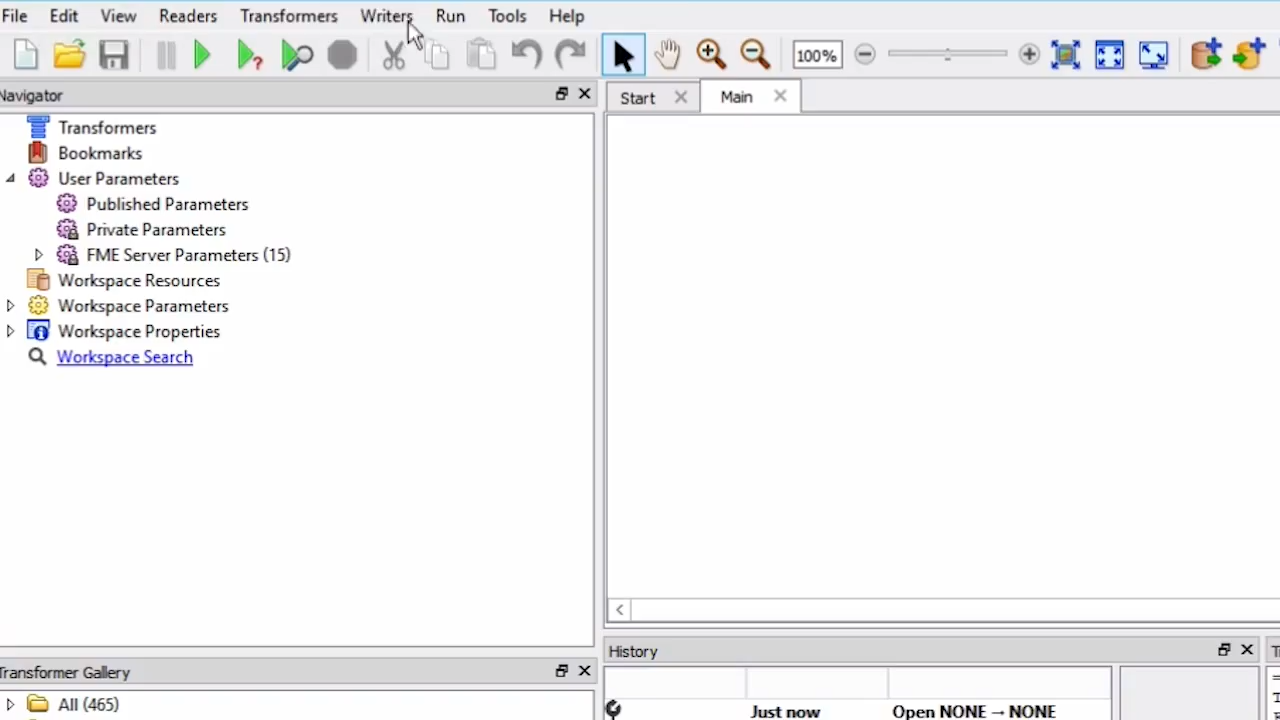 File Edit View Readers Transformers Writers Run Tools Help
100%
Navigator
Start Main
Transformers
Bookmarks
User Parameters
Published Parameters
Private Parameters
FME Server Parameters (15)
Workspace Resources
Workspace Parameters
Workspace Properties
Workspace Search
History
Transformer Gallery
All (465)
Just now Open NONE → NONE